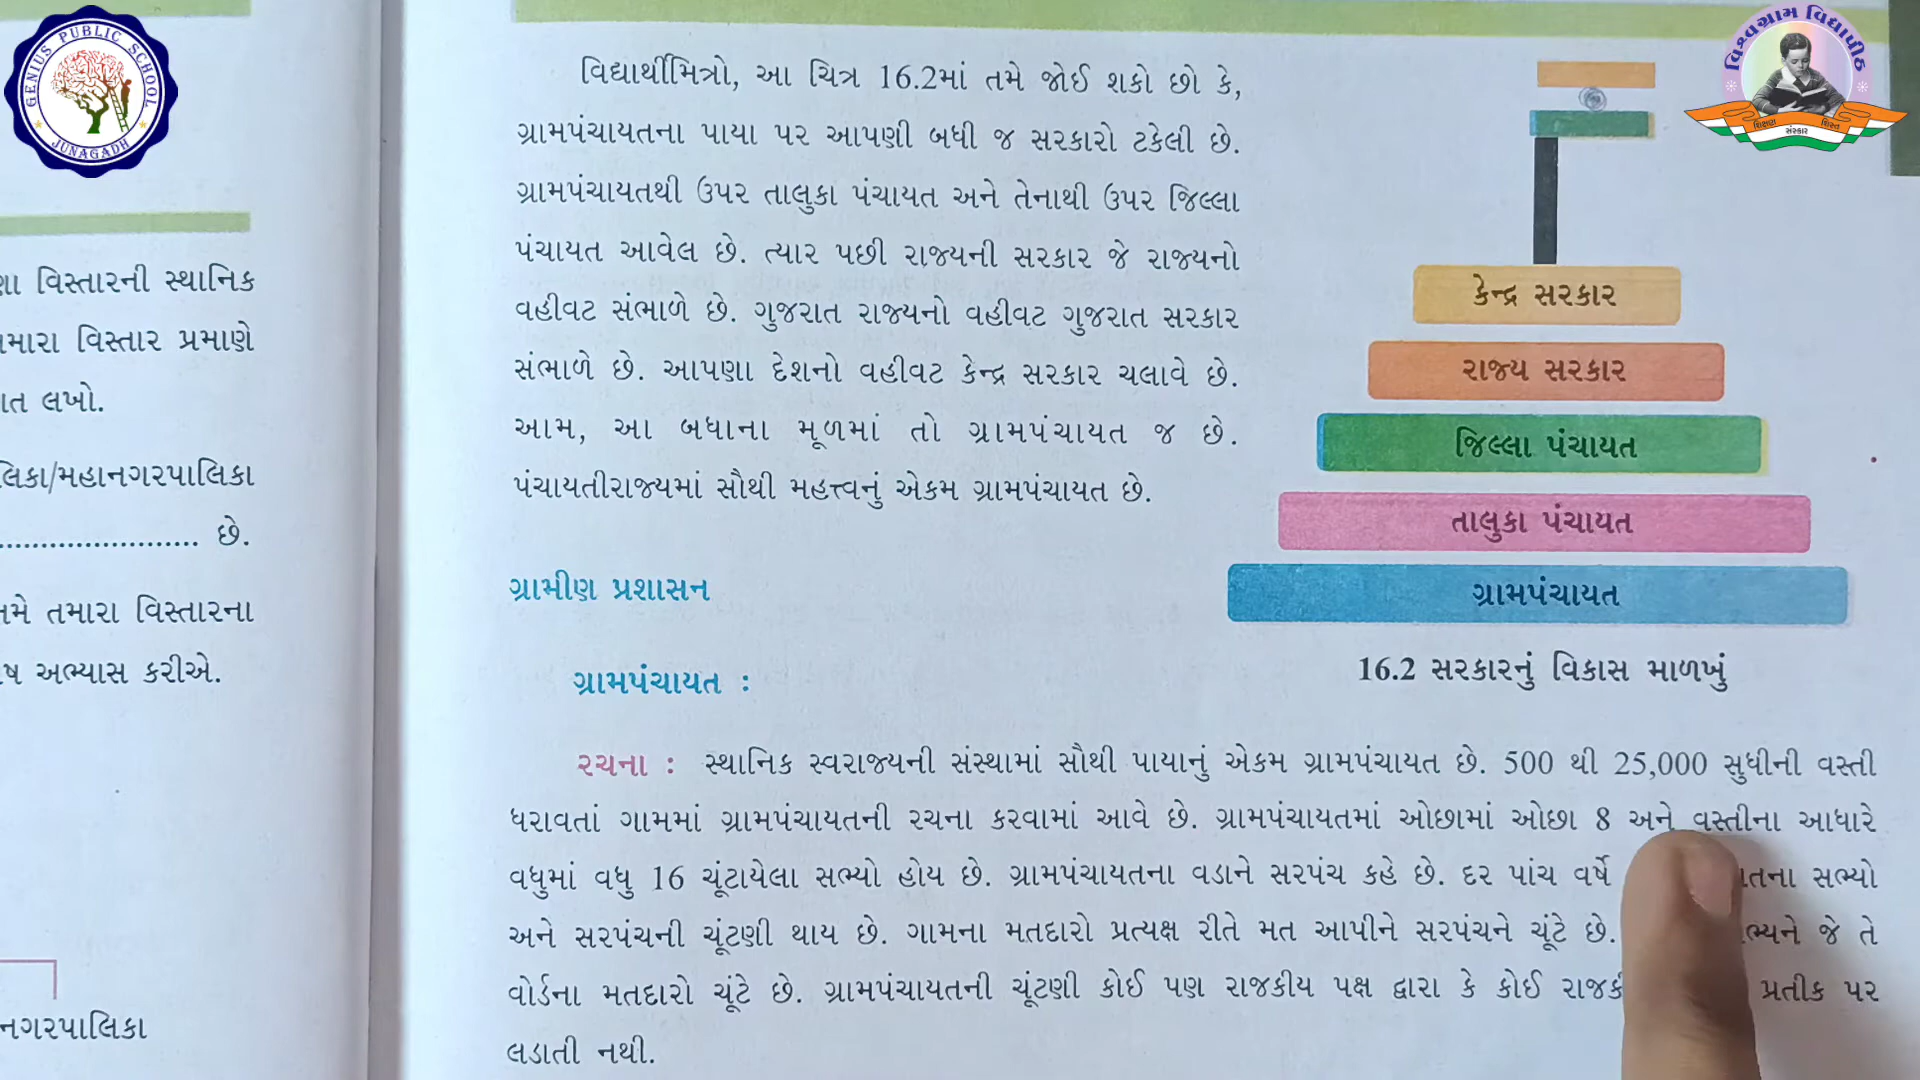 GENIUS PUBLIC SCHOOL
JUNAGADH
વિશ્વગ્રામ વિદ્યાપીઠ
શિક્ષણ સંસ્કાર શિસ્ત
વિસ્તારની સ્થાનિક
વિસ્તાર પ્રમાણે
લખો.
લિકા/મહાનગરપાલિકા
........................ છે.
તમારા વિસ્તારના
અભ્યાસ કરીએ.
નગરપાલિકા
વિદ્યાર્થીમિત્રો, આ ચિત્ર 16.2માં તમે જોઈ શકો છો કે,
ગ્રામપંચાયતના પાયા પર આપણી બધી જ સરકારો ટકેલી છે.
ગ્રામપંચાયતથી ઉપર તાલુકા પંચાયત અને તેનાથી ઉપર જિલ્લા
પંચાયત આવેલ છે. ત્યાર પછી રાજ્યની સરકાર જે રાજ્યનો
વહીવટ સંભાળે છે. ગુજરાત રાજ્યનો વહીવટ ગુજરાત સરકાર
સંભાળે છે. આપણા દેશનો વહીવટ કેન્દ્ર સરકાર ચલાવે છે.
આમ, આ બધાના મૂળમાં તો ગ્રામપંચાયત જ છે.
પંચાયતીરાજ્યમાં સૌથી મહત્ત્વનું એકમ ગ્રામપંચાયત છે.
કેન્દ્ર સરકાર
રાજ્ય સરકાર
જિલ્લા પંચાયત
તાલુકા પંચાયત
ગ્રામપંચાયત
16.2 સરકારનું વિકાસ માળખું
ગ્રામીણ પ્રશાસન
ગ્રામપંચાયત :
રચના : સ્થાનિક સ્વરાજ્યની સંસ્થામાં સૌથી પાયાનું એકમ ગ્રામપંચાયત છે. 500 થી 25,000 સુધીની વસ્તી
ધરાવતાં ગામમાં ગ્રામપંચાયતની રચના કરવામાં આવે છે. ગ્રામપંચાયતમાં ઓછામાં ઓછા 8 અને વસ્તીના આધારે
વધુમાં વધુ 16 ચૂંટાયેલા સભ્યો હોય છે. ગ્રામપંચાયતના વડાને સરપંચ કહે છે. દર પાંચ વર્ષે સભ્યો
અને સરપંચની ચૂંટણી થાય છે. ગામના મતદારો પ્રત્યક્ષ રીતે મત આપીને સરપંચને ચૂંટે છે. જે તે
વોર્ડના મતદારો ચૂંટે છે. ગ્રામપંચાયતની ચૂંટણી કોઈ પણ રાજકીય પક્ષ દ્વારા કે કોઈ પ્રતીક પર
લડાતી નથી.